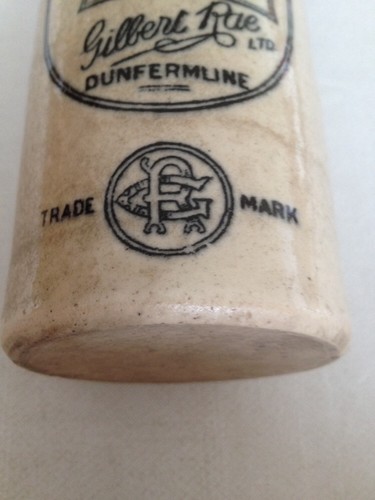 Gilbert Rae
LTD.
DUNFERMLINE
TRADE MARK